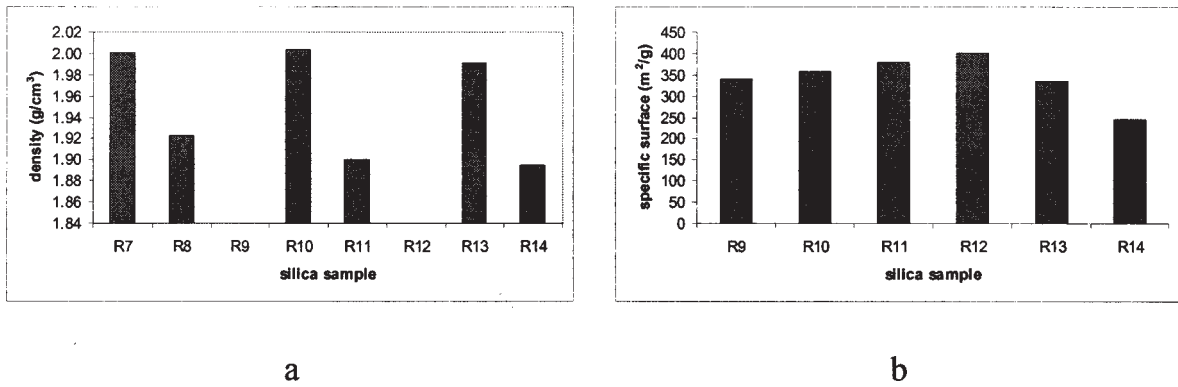 2.02
2.00
1.98
1.96
1.94
1.92
1.90
1.88
1.86
1.84
density (g/cm³)
R7 R8 R9 R10 R11 R12 R13 R14
silica sample
a
450
400
350
300
250
200
150
100
50
0
specific surface (m²/g)
R9 R10 R11 R12 R13 R14
silica sample
b